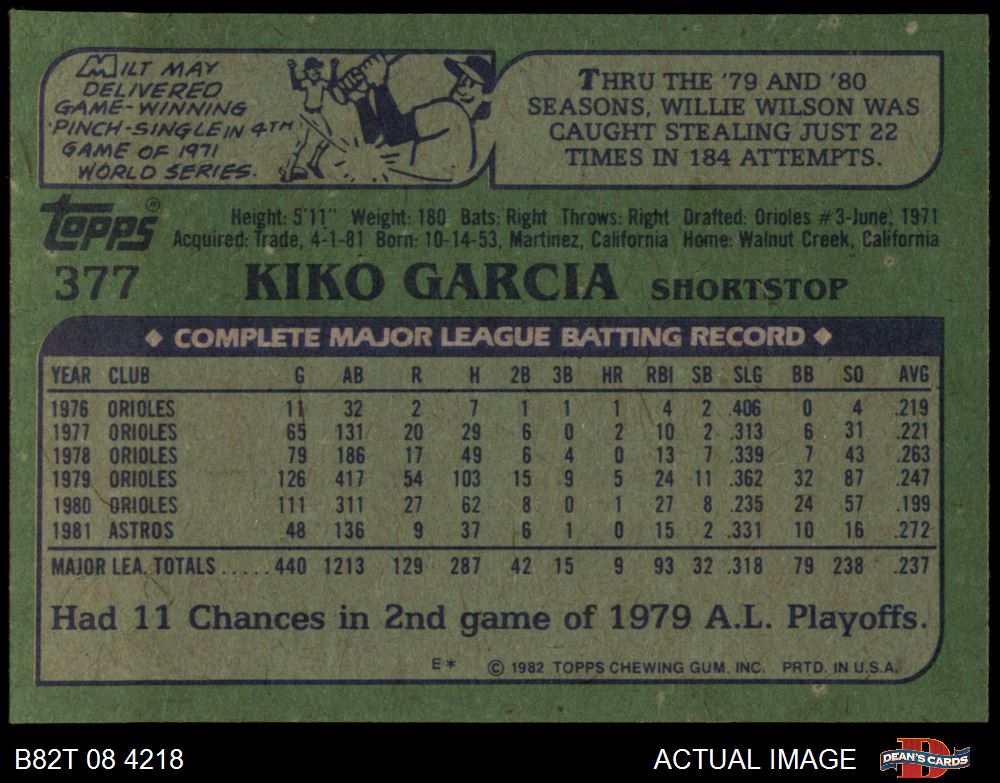 MILT MAY
DELIVERED
GAME-WINNING
PINCH-SINGLE IN 4TH
GAME OF 1971
WORLD SERIES.
THRU THE '79 AND '80
SEASONS, WILLIE WILSON WAS
CAUGHT STEALING JUST 22
TIMES IN 184 ATTEMPTS.
Topps®
Height: 5'11" Weight: 180 Bats: Right Throws: Right Drafted: Orioles #3-June, 1971
Acquired: Trade, 4-1-81 Born: 10-14-53, Martinez, California Home: Walnut Creek, California
377 KIKO GARCIA SHORTSTOP
COMPLETE MAJOR LEAGUE BATTING RECORD
YEAR CLUB G AB R H 2B 3B HR RBI SB SLG BB SO AVG
1976 ORIOLES 11 32 2 7 1 1 1 4 2 .406 0 4 .219
1977 ORIOLES 65 131 20 29 6 0 2 10 2 .313 6 31 .221
1978 ORIOLES 79 186 17 49 6 4 0 13 7 .339 7 43 .263
1979 ORIOLES 126 417 54 103 15 9 5 24 11 .362 32 87 .247
1980 ORIOLES 111 311 27 62 8 0 1 27 8 .235 24 57 .199
1981 ASTROS 48 136 9 37 6 1 0 15 2 .331 10 16 .272
MAJOR LEA. TOTALS..... 440 1213 129 287 42 15 9 93 32 .318 79 238 .237
Had 11 Chances in 2nd game of 1979 A.L. Playoffs.
E* © 1982 TOPPS CHEWING GUM, INC. PRTD. IN U.S.A.
B82T 08 4218
ACTUAL IMAGE
D
DEAN'S CARDS